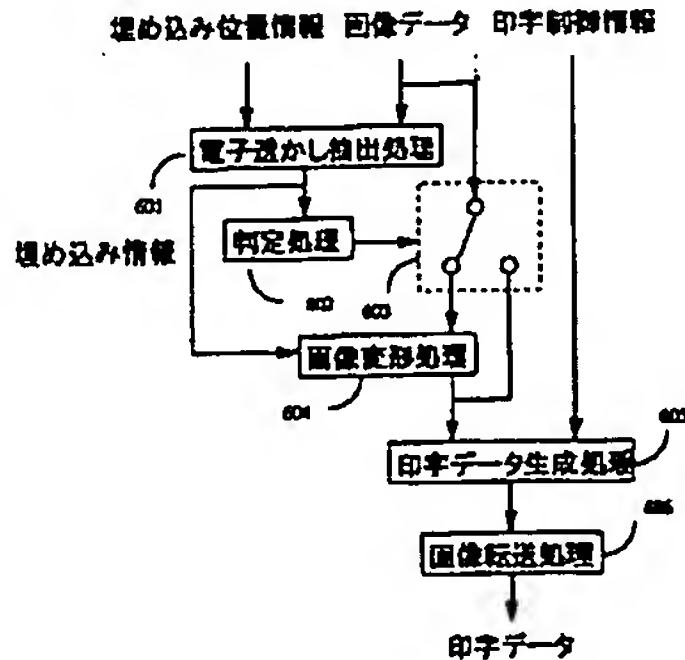 埋め込み位置情報 画像データ 印字制御情報
電子透かし抽出処理
601
判定処理
埋め込み情報
602
603
画像変形処理
604
605
印字データ生成処理
606
画像転送処理
印字データ